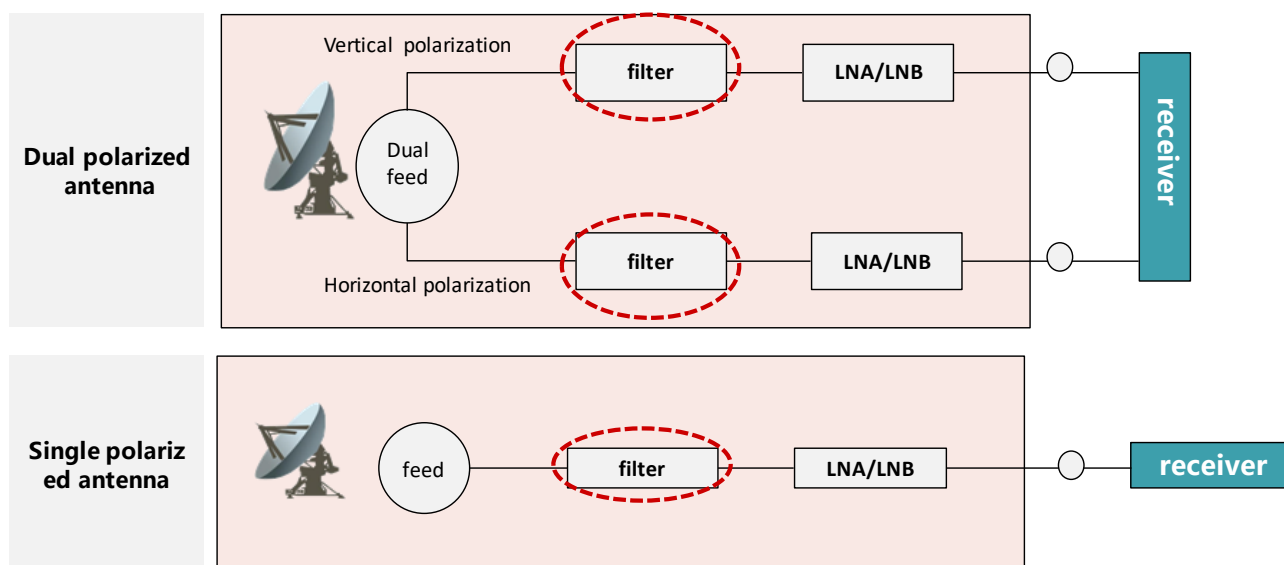 Dual polarized
antenna
Vertical polarization
filter
LNA/LNB
Dual
feed
receiver
filter
LNA/LNB
Horizontal polarization
Single polariz
ed antenna
feed
filter
LNA/LNB
receiver